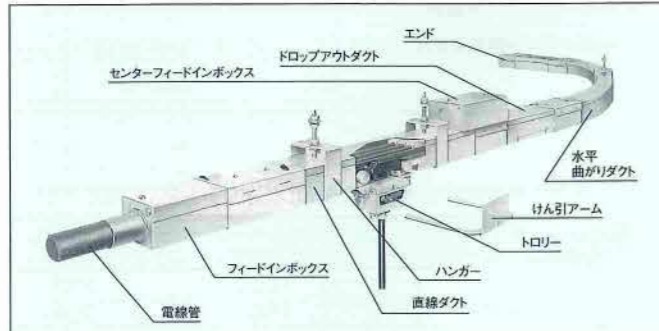 エンド
ドロップアウトダクト
センターフィードインボックス
水平
曲がりダクト
けん引アーム
トロリー
ハンガー
フィードインボックス
直線ダクト
電線管